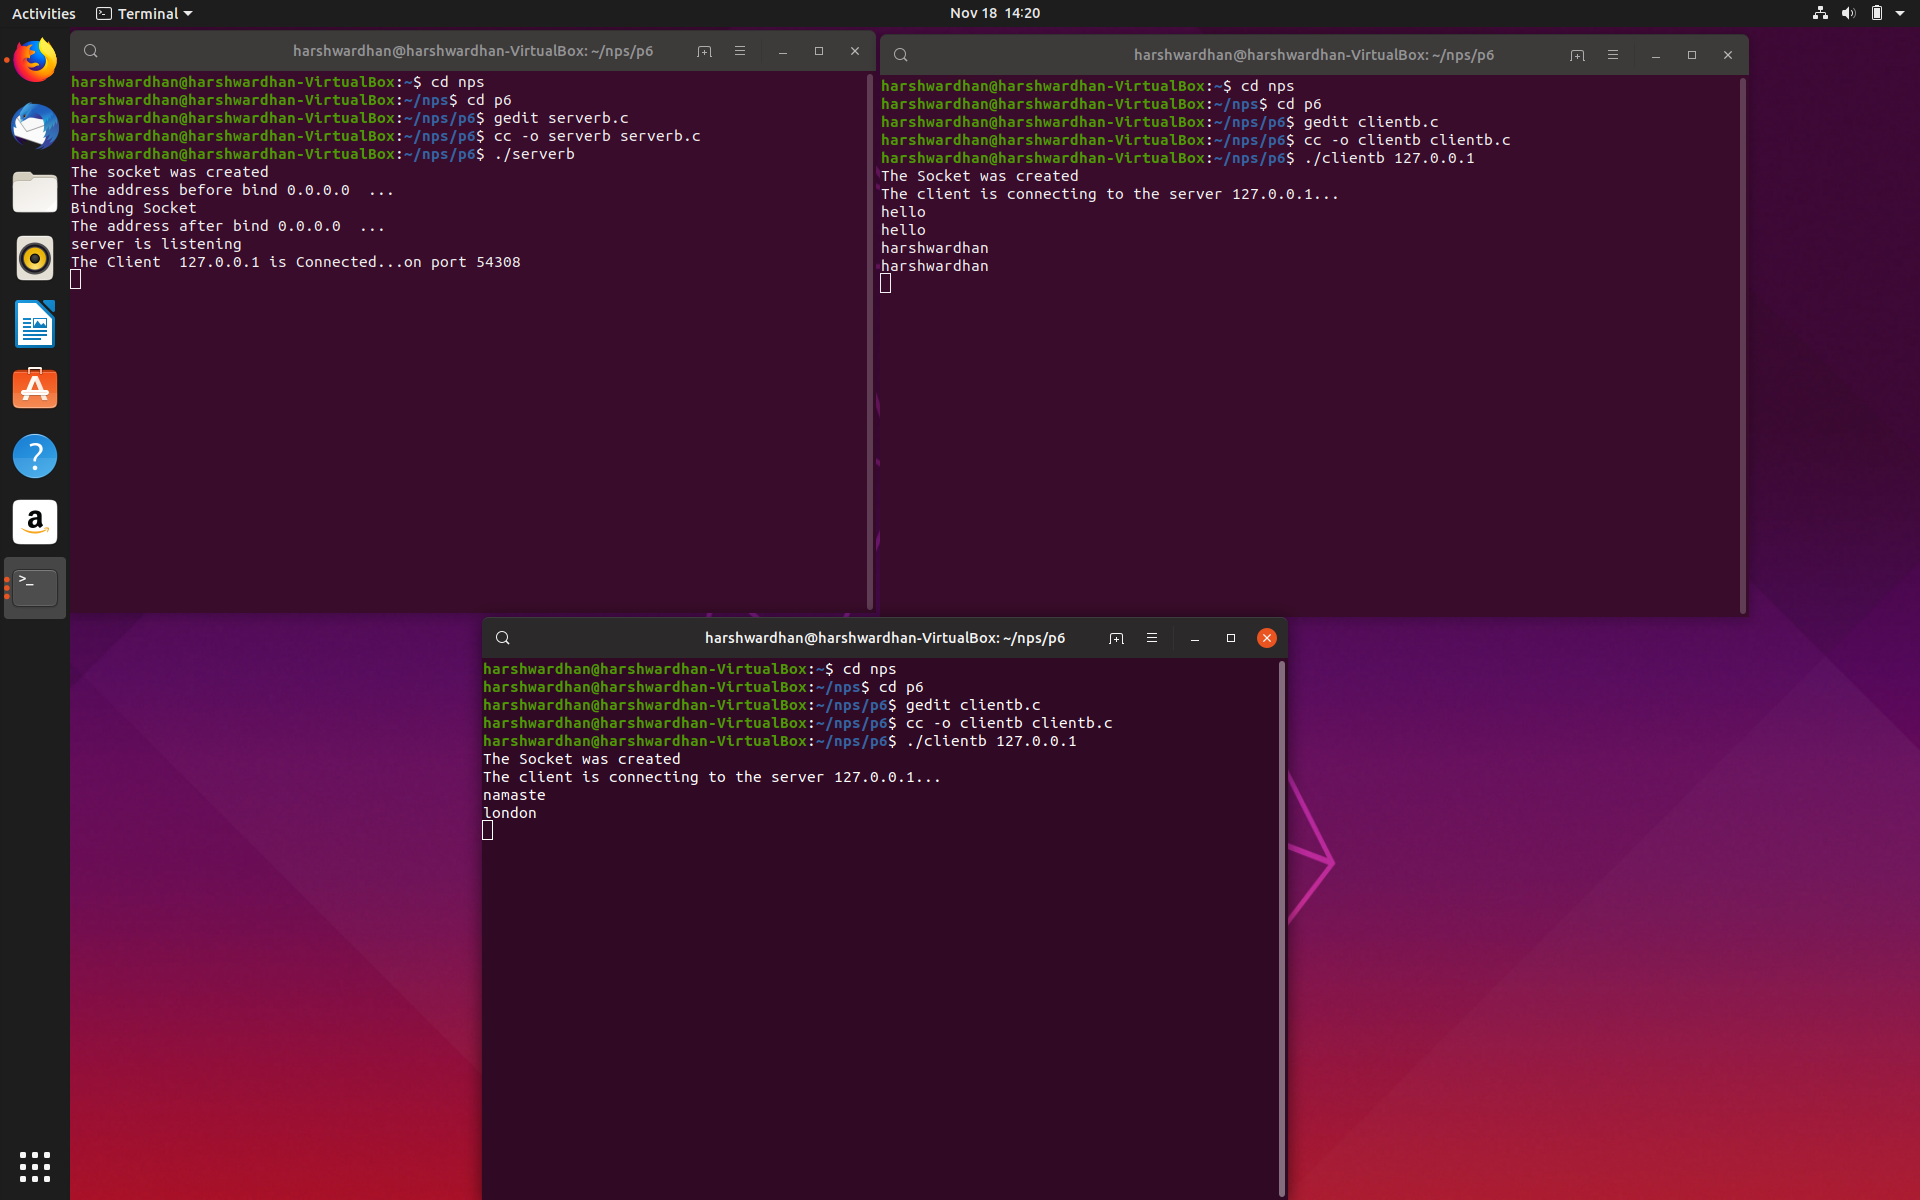 Activities
Terminal
Nov 18 14:20
harshwardhan@harshwardhan-VirtualBox: ~/nps/p6
harshwardhan@harshwardhan-VirtualBox:~$ cd nps
harshwardhan@harshwardhan-VirtualBox:~/nps$ cd p6
harshwardhan@harshwardhan-VirtualBox:~/nps/p6$ gedit serverb.c
harshwardhan@harshwardhan-VirtualBox:~/nps/p6$ cc -o serverb serverb.c
harshwardhan@harshwardhan-VirtualBox:~/nps/p6$ ./serverb
The socket was created
The address before bind 0.0.0.0  ...
Binding Socket
The address after bind 0.0.0.0  ...
server is listening
The Client  127.0.0.1 is Connected...on port 54308
harshwardhan@harshwardhan-VirtualBox: ~/nps/p6
harshwardhan@harshwardhan-VirtualBox:~$ cd nps
harshwardhan@harshwardhan-VirtualBox:~/nps$ cd p6
harshwardhan@harshwardhan-VirtualBox:~/nps/p6$ gedit clientb.c
harshwardhan@harshwardhan-VirtualBox:~/nps/p6$ cc -o clientb clientb.c
harshwardhan@harshwardhan-VirtualBox:~/nps/p6$ ./clientb 127.0.0.1
The Socket was created
The client is connecting to the server 127.0.0.1...
hello
hello
harshwardhan
harshwardhan
harshwardhan@harshwardhan-VirtualBox: ~/nps/p6
harshwardhan@harshwardhan-VirtualBox:~$ cd nps
harshwardhan@harshwardhan-VirtualBox:~/nps$ cd p6
harshwardhan@harshwardhan-VirtualBox:~/nps/p6$ gedit clientb.c
harshwardhan@harshwardhan-VirtualBox:~/nps/p6$ cc -o clientb clientb.c
harshwardhan@harshwardhan-VirtualBox:~/nps/p6$ ./clientb 127.0.0.1
The Socket was created
The client is connecting to the server 127.0.0.1...
namaste
london